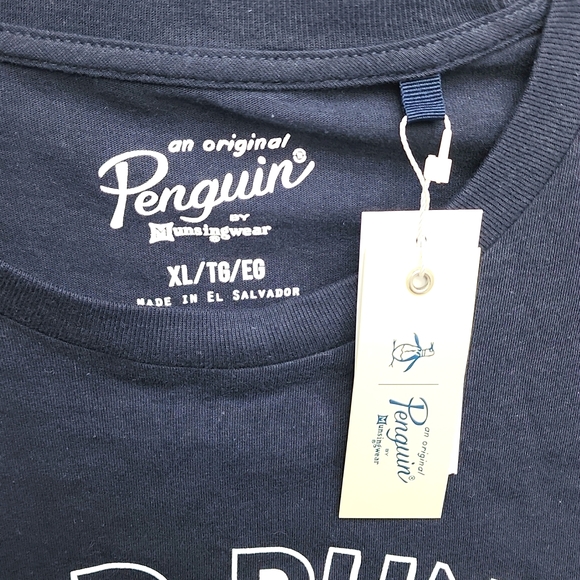 an original
Penguin®
BY
Munsingwear
XL/TG/EG
MADE IN EL SALVADOR
an original
Penguin®
BY
Munsingwear